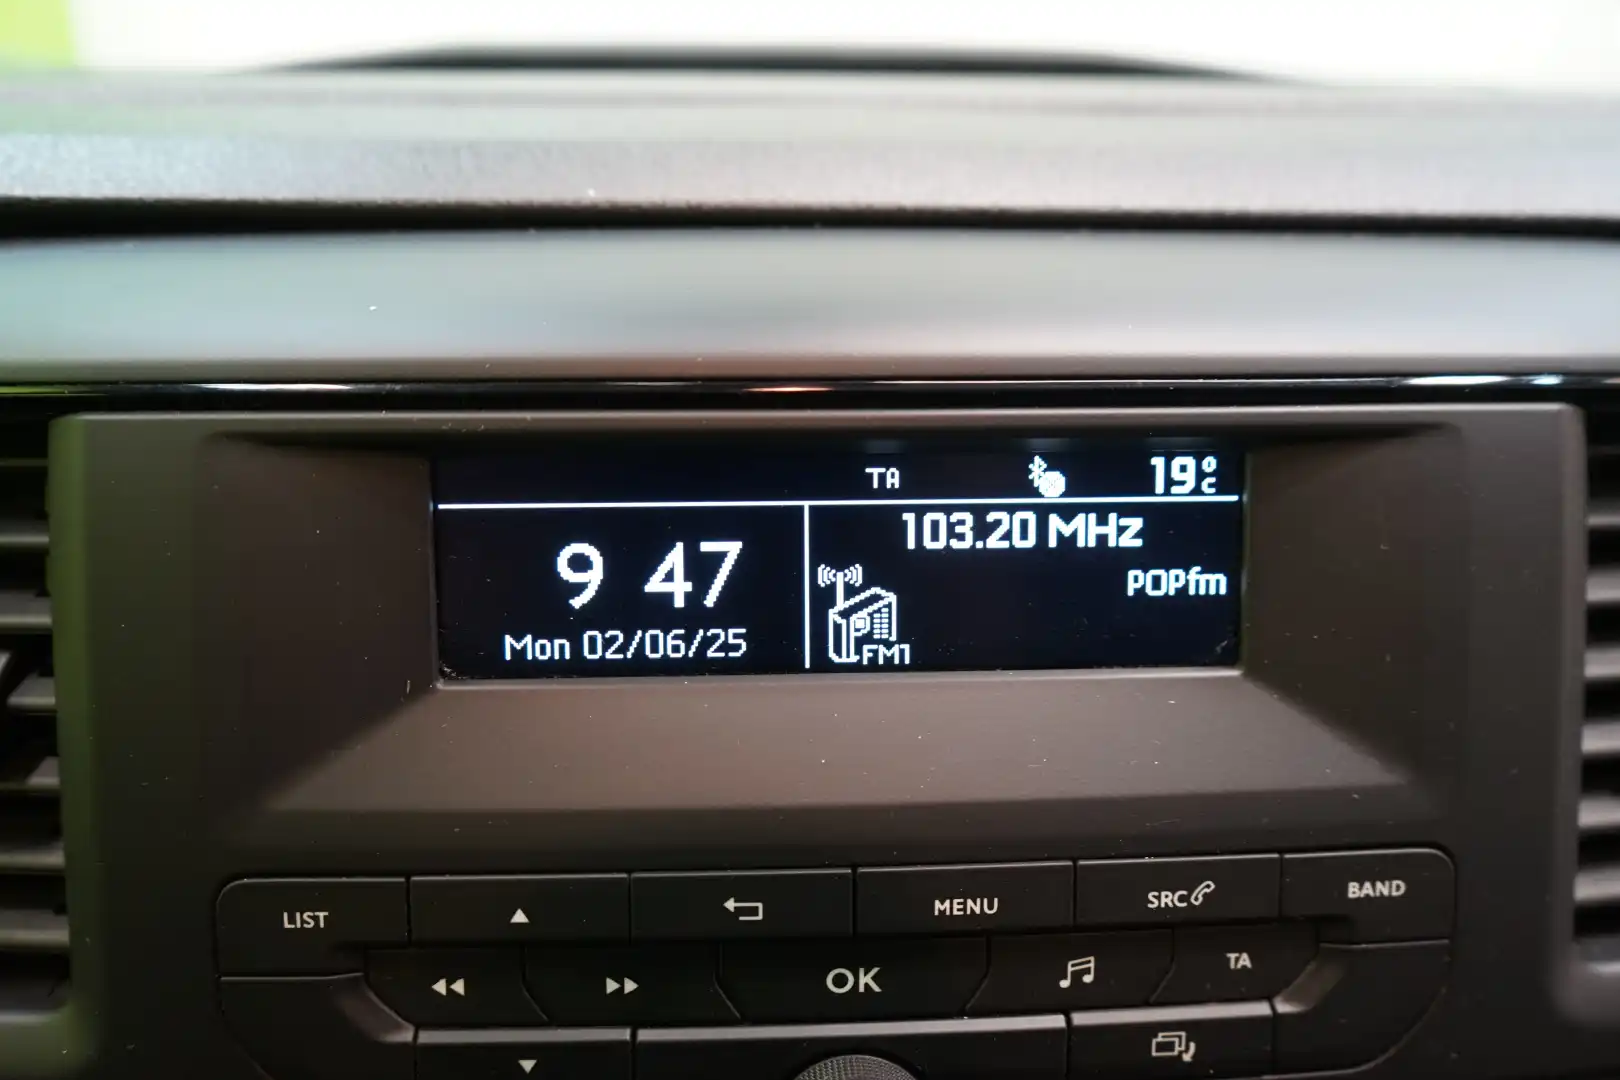 TA 19°C
9 47
Mon 02/06/25
103.20 MHz
POPfm
FM1
LIST
MENU
SRC
BAND
OK
TA